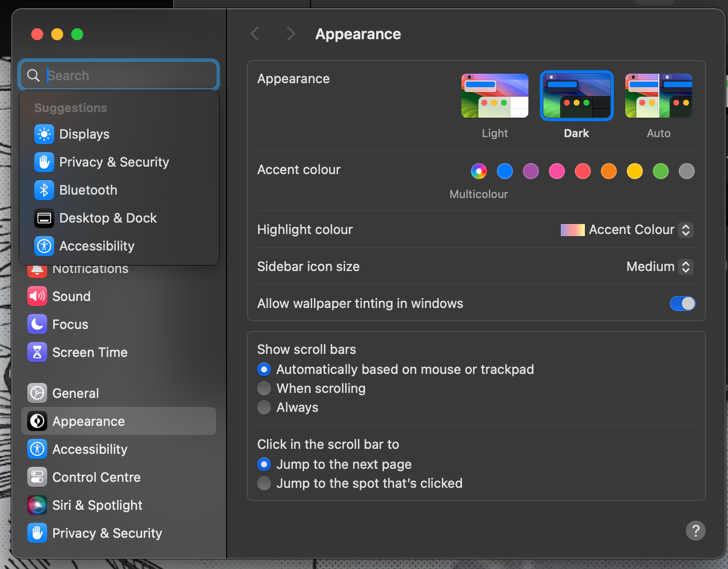 Search
Suggestions
Displays
Privacy & Security
Bluetooth
Desktop & Dock
Accessibility
Notifications
Sound
Focus
Screen Time
General
Appearance
Accessibility
Control Centre
Siri & Spotlight
Privacy & Security
Appearance
Appearance
Light
Dark
Auto
Accent colour
Multicolour
Highlight colour
Accent Colour
Sidebar icon size
Medium
Allow wallpaper tinting in windows
Show scroll bars
Automatically based on mouse or trackpad
When scrolling
Always
Click in the scroll bar to
Jump to the next page
Jump to the spot that's clicked
?